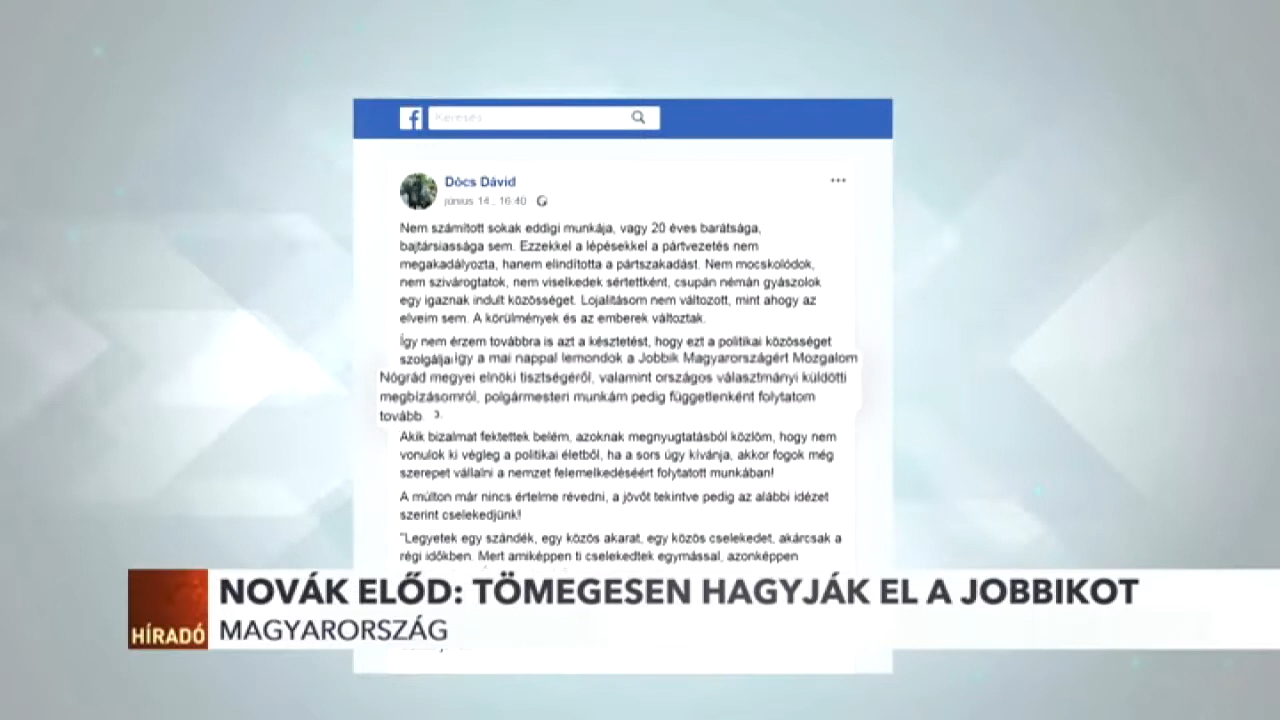 Keresés
Dócs Dávid
június 14., 16:40
Nem számított sokak eddigi munkája, vagy 20 éves barátsága,
bajtársiassága sem. Ezzekkel a lépésekkel a pártvezetés nem
megakadályozta, hanem elindította a pártszakadást. Nem mocskolódok,
nem szivárogtatok, nem viselkedek sértettként, csupán némán gyászolok
egy igaznak indult közösséget. Lojalitásom nem változott, mint ahogy az
elveim sem. A körülmények és az emberek változtak.
Így nem érzem továbbra is azt a késztetést, hogy ezt a politikai közösséget
szolgáljam
így a mai nappal lemondok a Jobbik Magyarországért Mozgalom
Nógrád megyei elnöki tisztségéről, valamint országos választmányi küldötti
megbízásomról, polgármesteri munkám pedig függetlenként folytatom
tovább
Akik bizalmat fektettek belém, azoknak megnyugtatásból közlöm, hogy nem
vonulok ki végleg a politikai életből, ha a sors úgy kívánja, akkor fogok még
szerepet vállalni a nemzet felemelkedéséért folytatott munkában!
A múlton már nincs értelme révedni, a jövőt tekintve pedig az alábbi idézet
szerint cselekedjünk!
"Legyetek egy szándék, egy közös akarat, egy közös cselekedet, akárcsak a
régi időkben. Mert amiképpen ti cselekedtek egymással, azonképpen
NOVÁK ELŐD: TÖMEGESEN HAGYJÁK EL A JOBBIKOT
HÍRADÓ
MAGYARORSZÁG